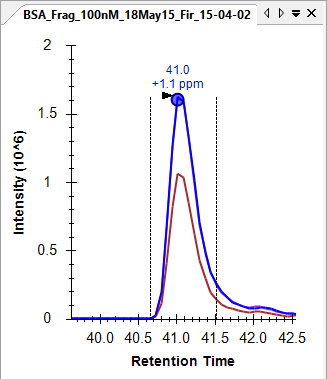 BSA_Frag_100nM_18May15_Fir_15-04-02
41.0
+1.1 ppm
2
1.5
1
0.5
0
Intensity (10^6)
40.0 40.5 41.0 41.5 42.0 42.5
Retention Time